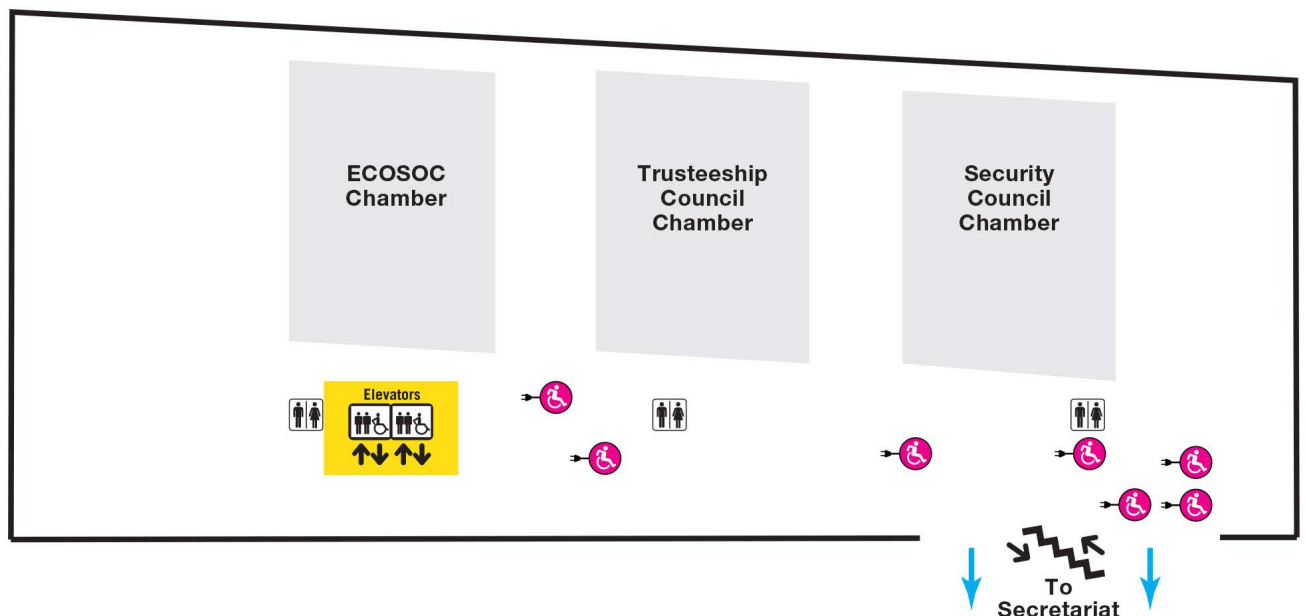 ECOSOC
Chamber
Trusteeship
Council
Chamber
Security
Council
Chamber
Elevators
To
Secretariat